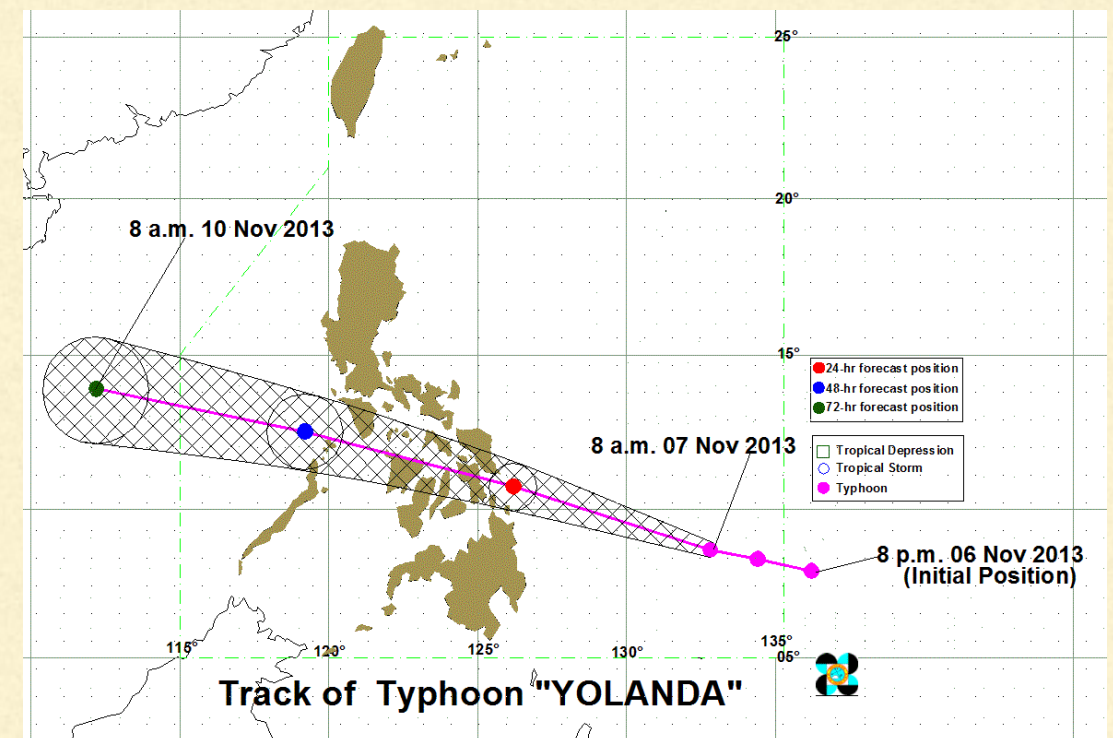 25°
20°
8 a.m. 10 Nov 2013
15°
24-hr forecast position
48-hr forecast position
72-hr forecast position
8 a.m. 07 Nov 2013
Tropical Depression
Tropical Storm
Typhoon
8 p.m. 06 Nov 2013
(Initial Position)
115°
120°
125°
130°
135°
05°
Track of Typhoon "YOLANDA"